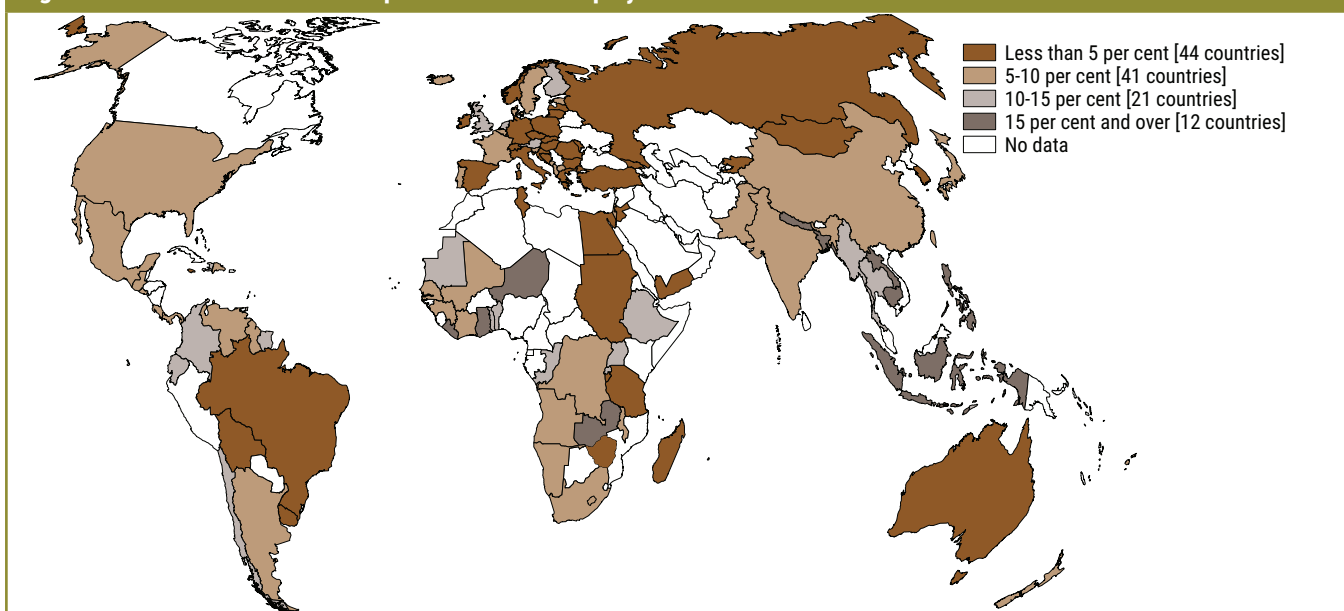 Less than 5 per cent [44 countries]
5-10 per cent [41 countries]
10-15 per cent [21 countries]
15 per cent and over [12 countries]
No data